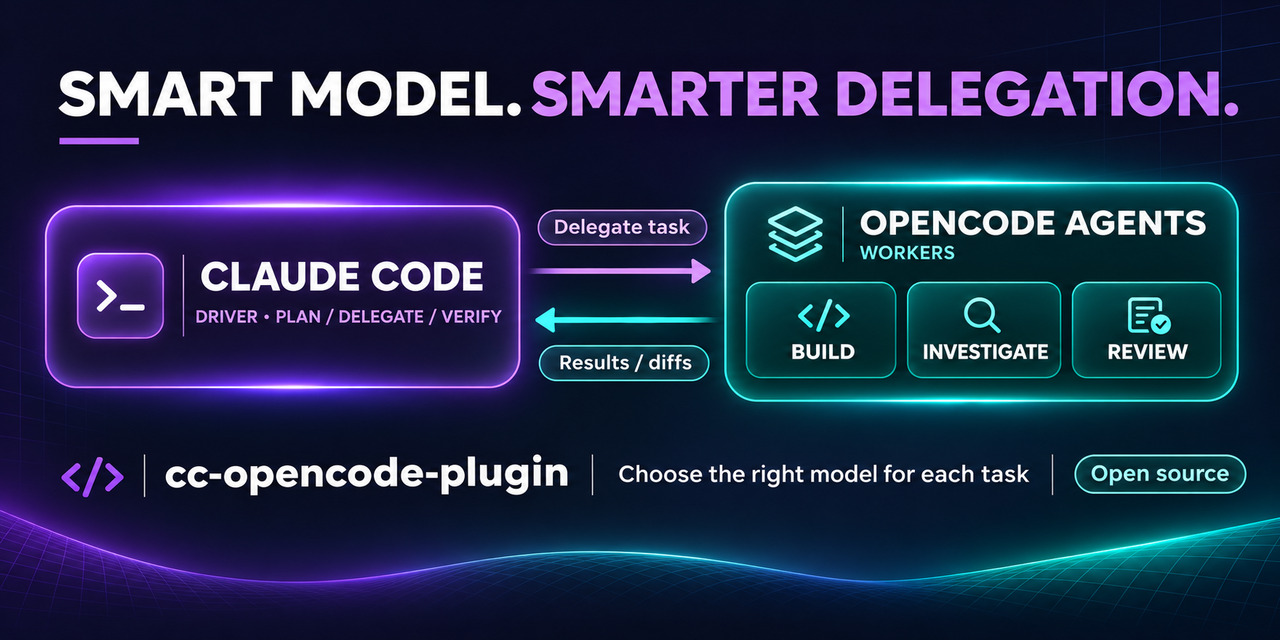 SMART MODEL. SMARTER DELEGATION.
CLAUDE CODE
DRIVER • PLAN / DELEGATE / VERIFY
Delegate task
Results / diffs
OPENCODE AGENTS
WORKERS
BUILD
INVESTIGATE
REVIEW
cc-opencode-plugin
Choose the right model for each task
Open source